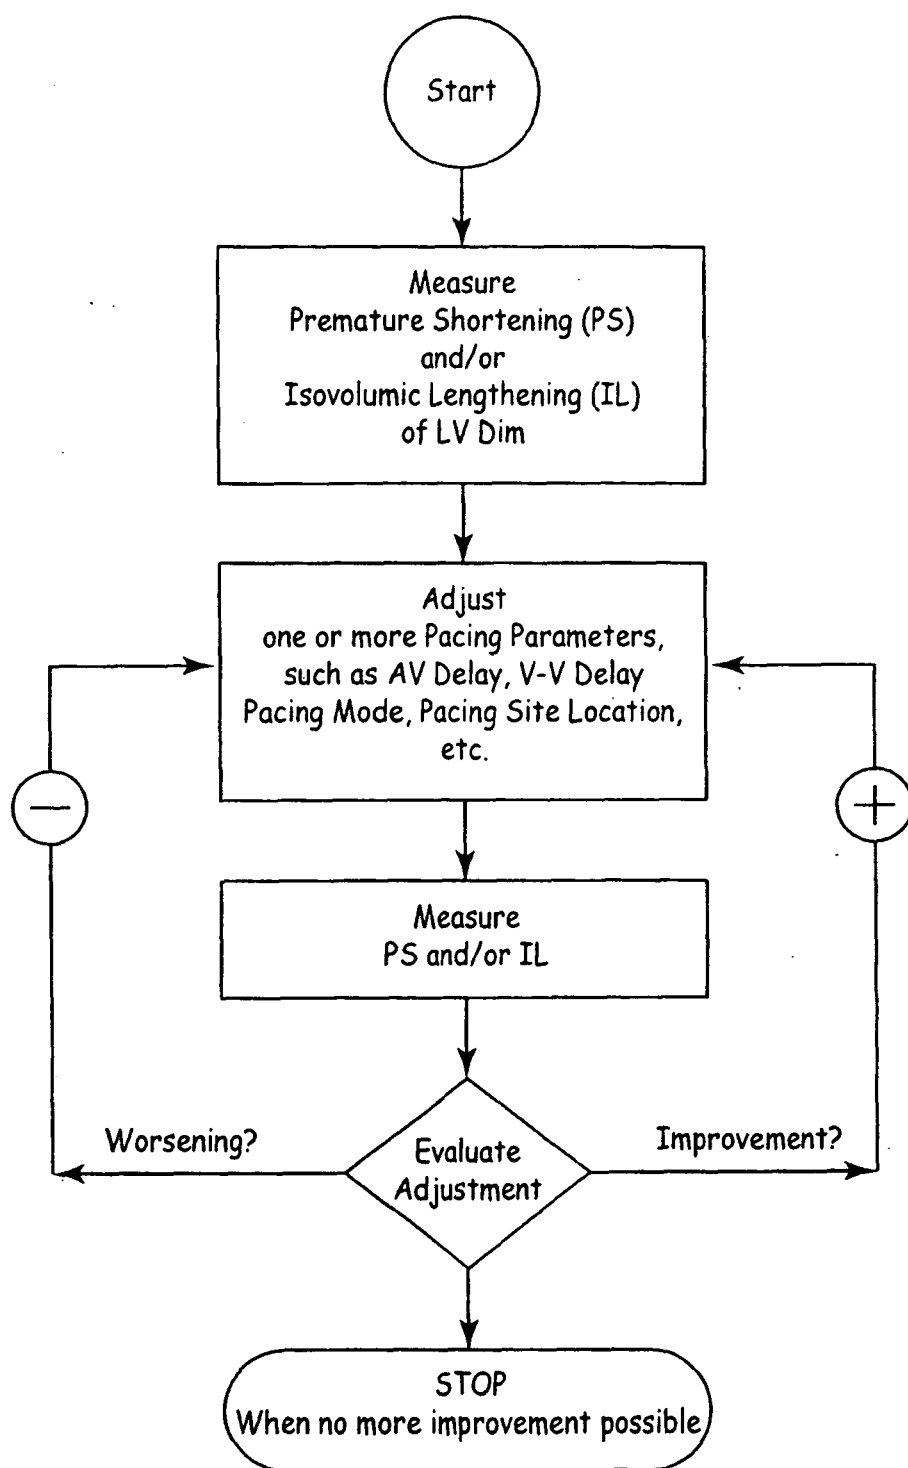 Start
Measure
Premature Shortening (PS)
and/or
Isovolumic Lengthening (IL)
of LV Dim
Adjust
one or more Pacing Parameters,
such as AV Delay, V-V Delay
Pacing Mode, Pacing Site Location,
etc.
−
+
Measure
PS and/or IL
Worsening?
Improvement?
Evaluate
Adjustment
STOP
When no more improvement possible